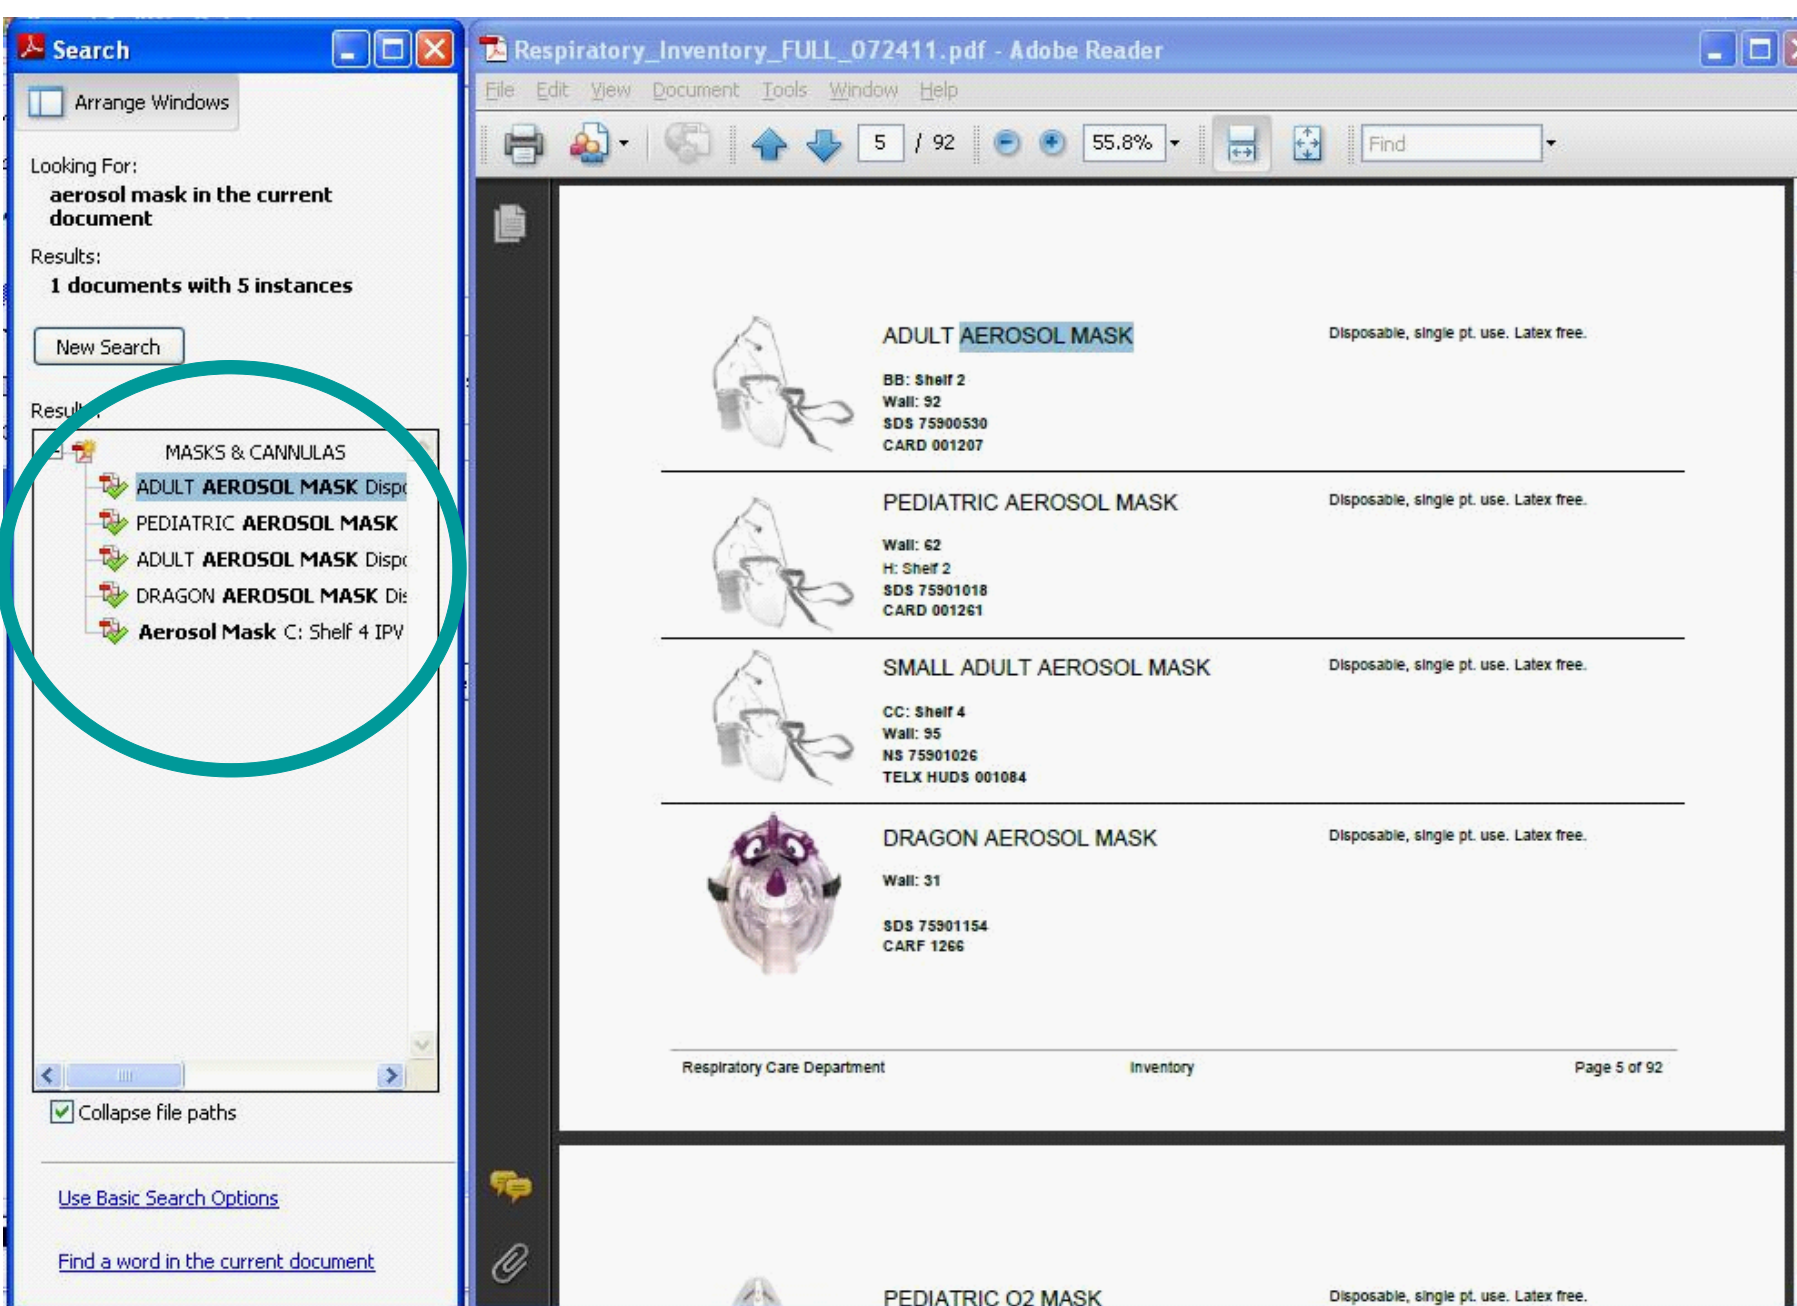 Search
Arrange Windows
Looking For:
aerosol mask in the current
document
Results:
1 documents with 5 instances
New Search
MASKS & CANNULAS
ADULT AEROSOL MASK
PEDIATRIC AEROSOL MASK
ADULT AEROSOL MASK
DRAGON AEROSOL MASK
Aerosol Mask C: Shelf 4 IPV
Collapse file paths
Use Basic Search Options
Find a word in the current document
Respiratory_Inventory_FULL_072411.pdf - Adobe Reader
File Edit View Document Tools Window Help
5 / 92 55.8% Find
ADULT AEROSOL MASK
Disposable, single pt. use. Latex free.
BB: Shelf 2
Wall: 92
SDS 75900530
CARD 001207
PEDIATRIC AEROSOL MASK
Disposable, single pt. use. Latex free.
Wall: 62
H: Shelf 2
SDS 75901018
CARD 001261
SMALL ADULT AEROSOL MASK
Disposable, single pt. use. Latex free.
CC: Shelf 4
Wall: 95
NS 75901026
TELX HUDS 001084
DRAGON AEROSOL MASK
Disposable, single pt. use. Latex free.
Wall: 31
SDS 75901154
CARF 1266
Respiratory Care Department Inventory Page 5 of 92
PEDIATRIC O2 MASK
Disposable, single pt. use. Latex free.